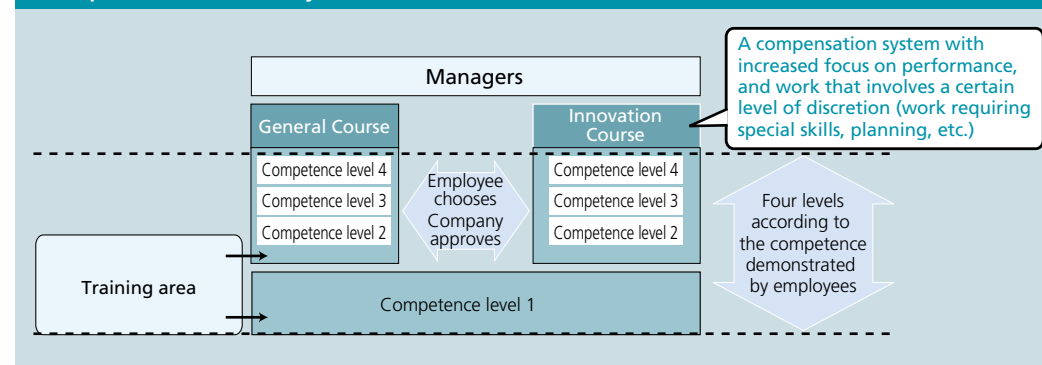 Managers
General Course
Innovation
Course
A compensation system with
increased focus on performance,
and work that involves a certain
level of discretion (work requiring
special skills, planning, etc.)
Competence level 4
Competence level 3
Competence level 2
Employee
chooses
Company
approves
Competence level 4
Competence level 3
Competence level 2
Four levels
according to
the competence
demonstrated
by employees
Training area
Competence level 1